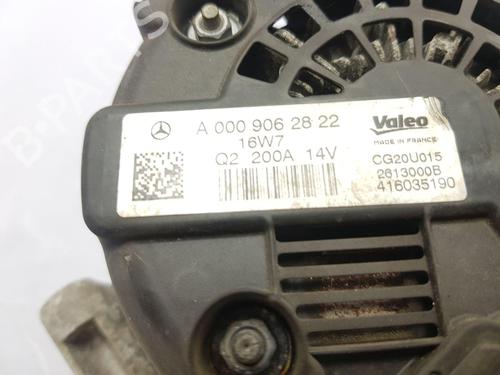 A 000 906 28 22
16W7
Q2 200A 14V
Valeo
MADE IN FRANCE
CG20U015
2613000B
416035190
B-PARTS